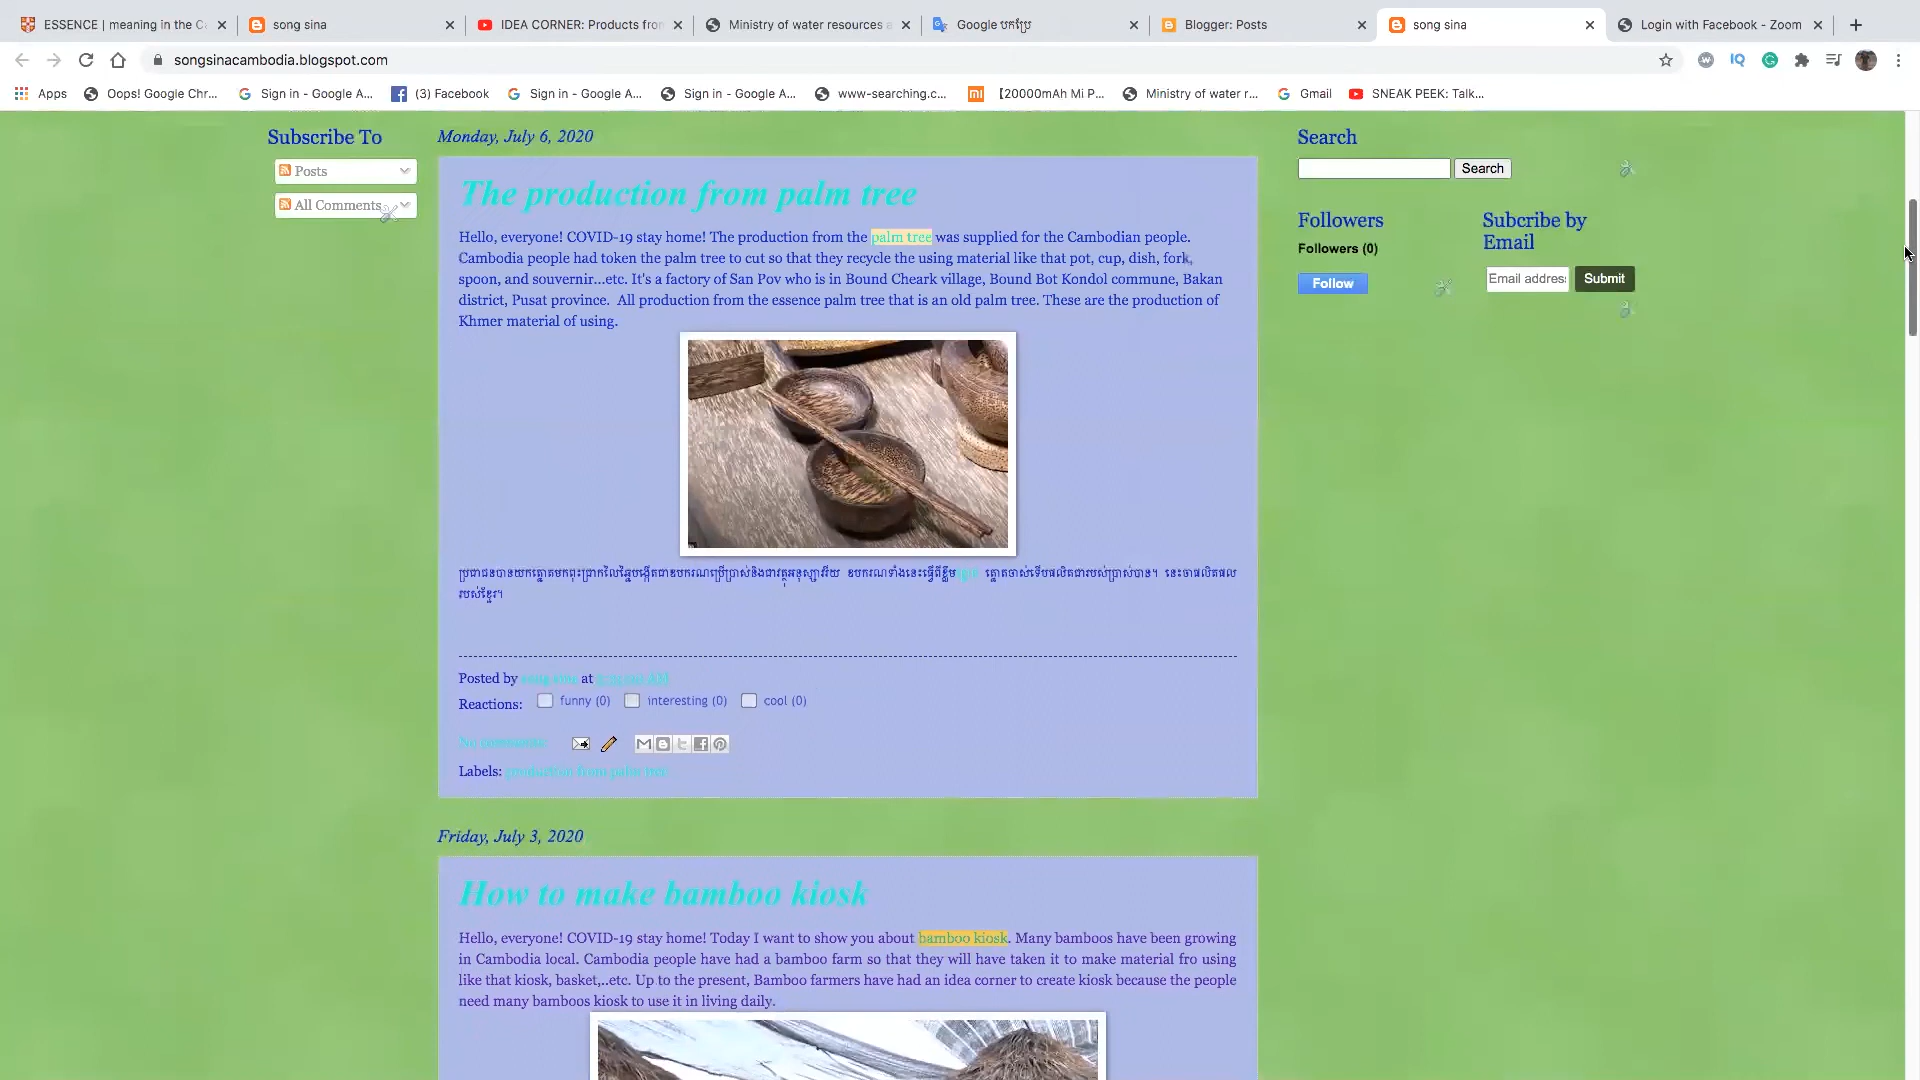 ESSENCE | meaning in the C
song sina
IDEA CORNER: Products fron
Ministry of water resources a
Google បកប្រែ
Blogger: Posts
song sina
Login with Facebook - Zoom
songsinacambodia.blogspot.com
Apps
Oops! Google Chr...
Sign in - Google A...
(3) Facebook
Sign in - Google A...
Sign in - Google A...
www-searching.c...
【20000mAh Mi P...
Ministry of water r...
Gmail
SNEAK PEEK: Talk...
Subscribe To
Posts
All Comments
Monday, July 6, 2020
The production from palm tree
Hello, everyone! COVID-19 stay home! The production from the palm tree was supplied for the Cambodian people.
Cambodia people had token the palm tree to cut so that they recycle the using material like that pot, cup, dish, fork,
spoon, and souvernir...etc. It's a factory of San Pov who is in Bound Cheark village, Bound Bot Kondol commune, Bakan
district, Pusat province. All production from the essence palm tree that is an old palm tree. These are the production of
Khmer material of using.
ប្រជាជនបានយកត្នោតមកពុះជ្រោកលៃឆ្នៃបង្កើតជាឧបករណប្រើប្រាស់និងជាវត្ថុអនុស្សាវរីយ ឧបករណទាំងនេះធ្វើពីខ្លឹម ត្នោតចាស់ទើបផលិតជារបស់ប្រាស់បាន។ នេះចាផលិតផល
របស់ខ្មែរ។
Posted by song sina at
Reactions: funny (0) interesting (0) cool (0)
No comments:
Labels: production from palm tree
Friday, July 3, 2020
How to make bamboo kiosk
Hello, everyone! COVID-19 stay home! Today I want to show you about bamboo kiosk. Many bamboos have been growing
in Cambodia local. Cambodia people have had a bamboo farm so that they will have taken it to make material fro using
like that kiosk, basket,..etc. Up to the present, Bamboo farmers have had an idea corner to create kiosk because the people
need many bamboos kiosk to use it in living daily.
Search
Search
Followers
Followers (0)
Follow
Subcribe by
Email
Email address
Submit